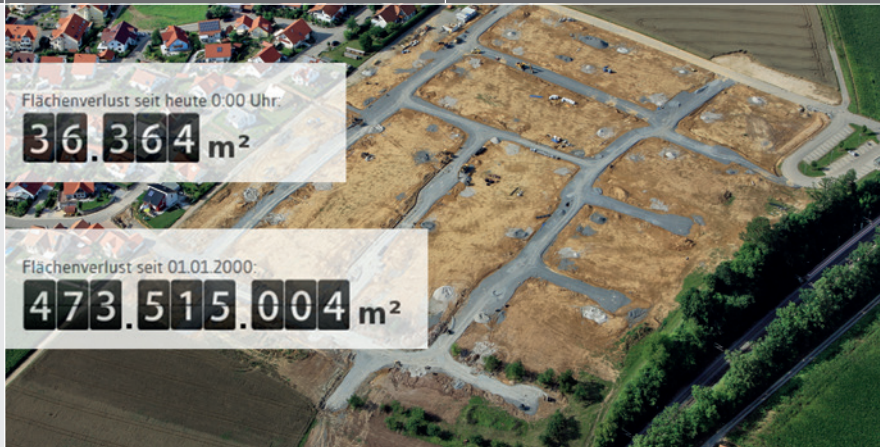 Flächenverlust seit heute 0:00 Uhr:
36.364 m²
Flächenverlust seit 01.01.2000:
473.515.004 m²